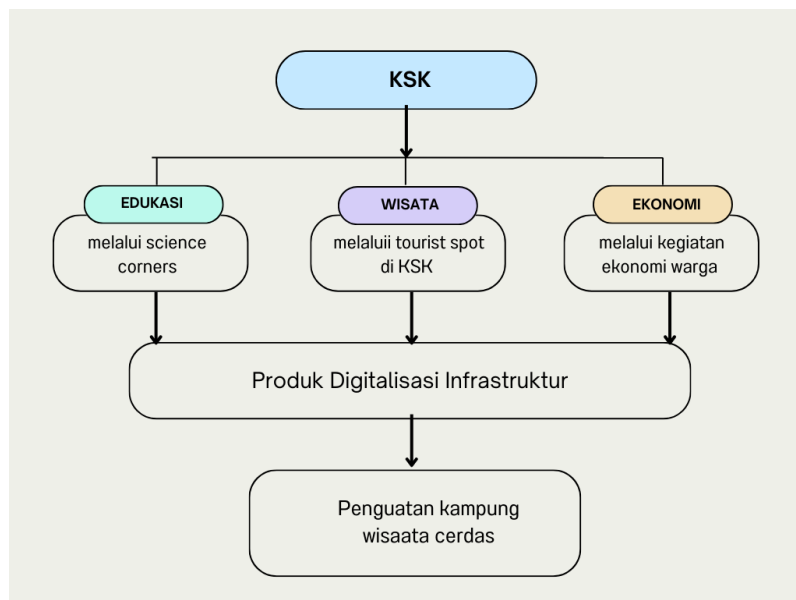 KSK
EDUKASI
melalui science
corners
WISATA
melaluii tourist spot
di KSK
EKONOMI
melalui kegiatan
ekonomi warga
Produk Digitalisasi Infrastruktur
Penguatan kampung
wisaata cerdas